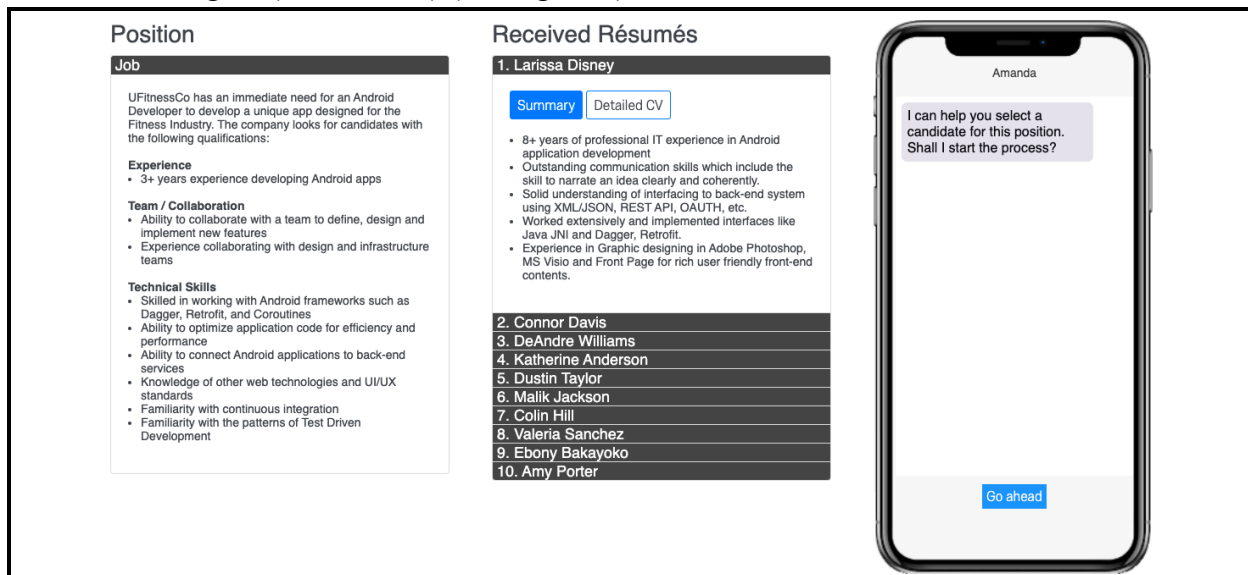 Position
Job
UFitnessCo has an immediate need for an Android
Developer to develop a unique app designed for the
Fitness Industry. The company looks for candidates with
the following qualifications:
Experience
• 3+ years experience developing Android apps
Team / Collaboration
• Ability to collaborate with a team to define, design and
implement new features
• Experience collaborating with design and infrastructure
teams
Technical Skills
• Skilled in working with Android frameworks such as
Dagger, Retrofit, and Coroutines
• Ability to optimize application code for efficiency and
performance
• Ability to connect Android applications to back-end
services
• Knowledge of other web technologies and UI/UX
standards
• Familiarity with continuous integration
• Familiarity with the patterns of Test Driven
Development
Received Résumés
1. Larissa Disney
Summary
Detailed CV
• 8+ years of professional IT experience in Android
application development
• Outstanding communication skills which include the
skill to narrate an idea clearly and coherently.
• Solid understanding of interfacing to back-end system
using XML/JSON, REST API, OAUTH, etc.
• Worked extensively and implemented interfaces like
Java JNI and Dagger, Retrofit.
• Experience in Graphic designing in Adobe Photoshop,
MS Visio and Front Page for rich user friendly front-end
contents.
2. Connor Davis
3. DeAndre Williams
4. Katherine Anderson
5. Dustin Taylor
6. Malik Jackson
7. Colin Hill
8. Valeria Sanchez
9. Ebony Bakayoko
10. Amy Porter
Amanda
I can help you select a
candidate for this position.
Shall I start the process?
Go ahead